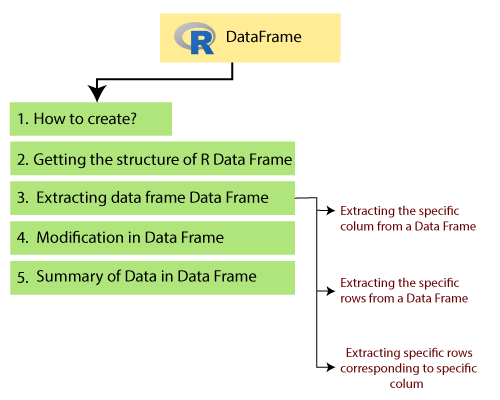 R DataFrame
1. How to create?
2. Getting the structure of R Data Frame
3. Extracting data frame Data Frame
4. Modification in Data Frame
5. Summary of Data in Data Frame
Extracting the specific
colum from a Data Frame
Extracting the specific
rows from a Data Frame
Extracting specific rows
corresponding to specific
colum